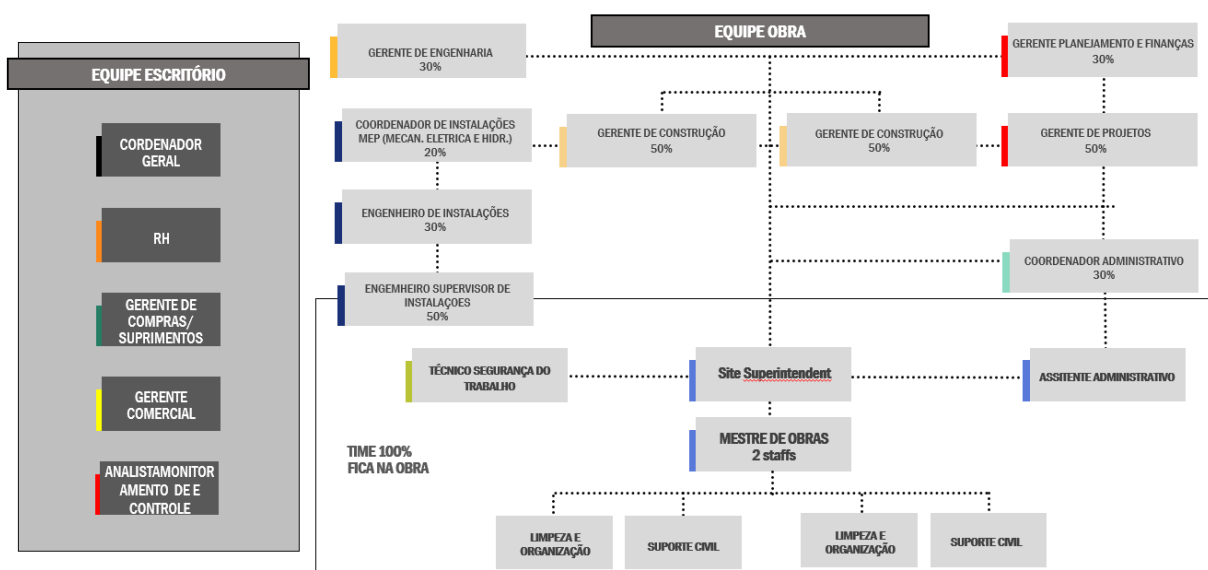 EQUIPE ESCRITÓRIO
CORDENADOR
GERAL
RH
GERENTE DE
COMPRAS/
SUPRIMENTOS
GERENTE
COMERCIAL
ANALISTAMONITOR
AMENTO DE E
CONTROLE
EQUIPE OBRA
GERENTE DE ENGENHARIA
30%
GERENTE PLANEJAMENTO E FINANÇAS
30%
COORDENADOR DE INSTALAÇÕES
MEP (MECAN. ELETRICA E HIDR.)
20%
GERENTE DE CONSTRUÇÃO
50%
GERENTE DE CONSTRUÇÃO
50%
GERENTE DE PROJETOS
50%
ENGENHEIRO DE INSTALAÇÕES
30%
COORDENADOR ADMINISTRATIVO
30%
ENGEMHEIRO SUPERVISOR DE
INSTALAÇOES
50%
TÉCNICO SEGURANÇA DO
TRABALHO
Site Superintendent
ASSITENTE ADMINISTRATIVO
MESTRE DE OBRAS
2 staffs
TIME 100%
FICA NA OBRA
LIMPEZA E
ORGANIZAÇÃO
SUPORTE CIVIL
LIMPEZA E
ORGANIZAÇÃO
SUPORTE CIVIL